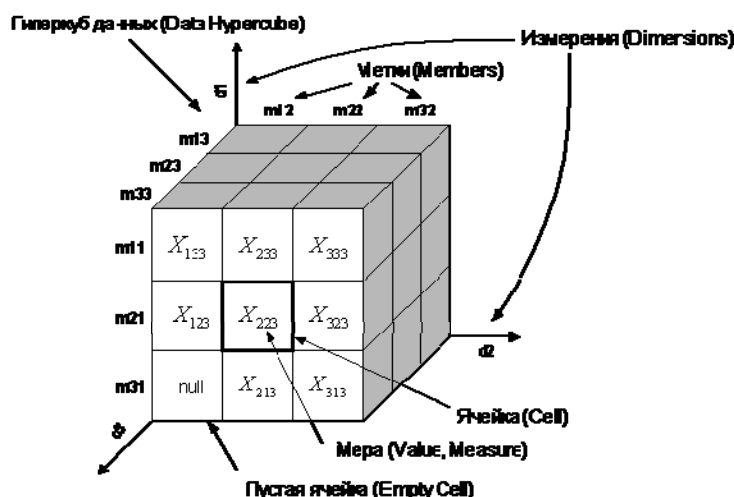 Гиперкуб данных (Data Hypercube)
Измерения (Dimensions)
d1
Метки (Members)
m12 m22 m32
m13
m23
m33
m11 X133 X233 X333
m21 X123 X223 X323
d2
m31 null X213 X313
d3
Ячейка (Cell)
Мера (Value, Measure)
Пустая ячейка (Empty Cell)